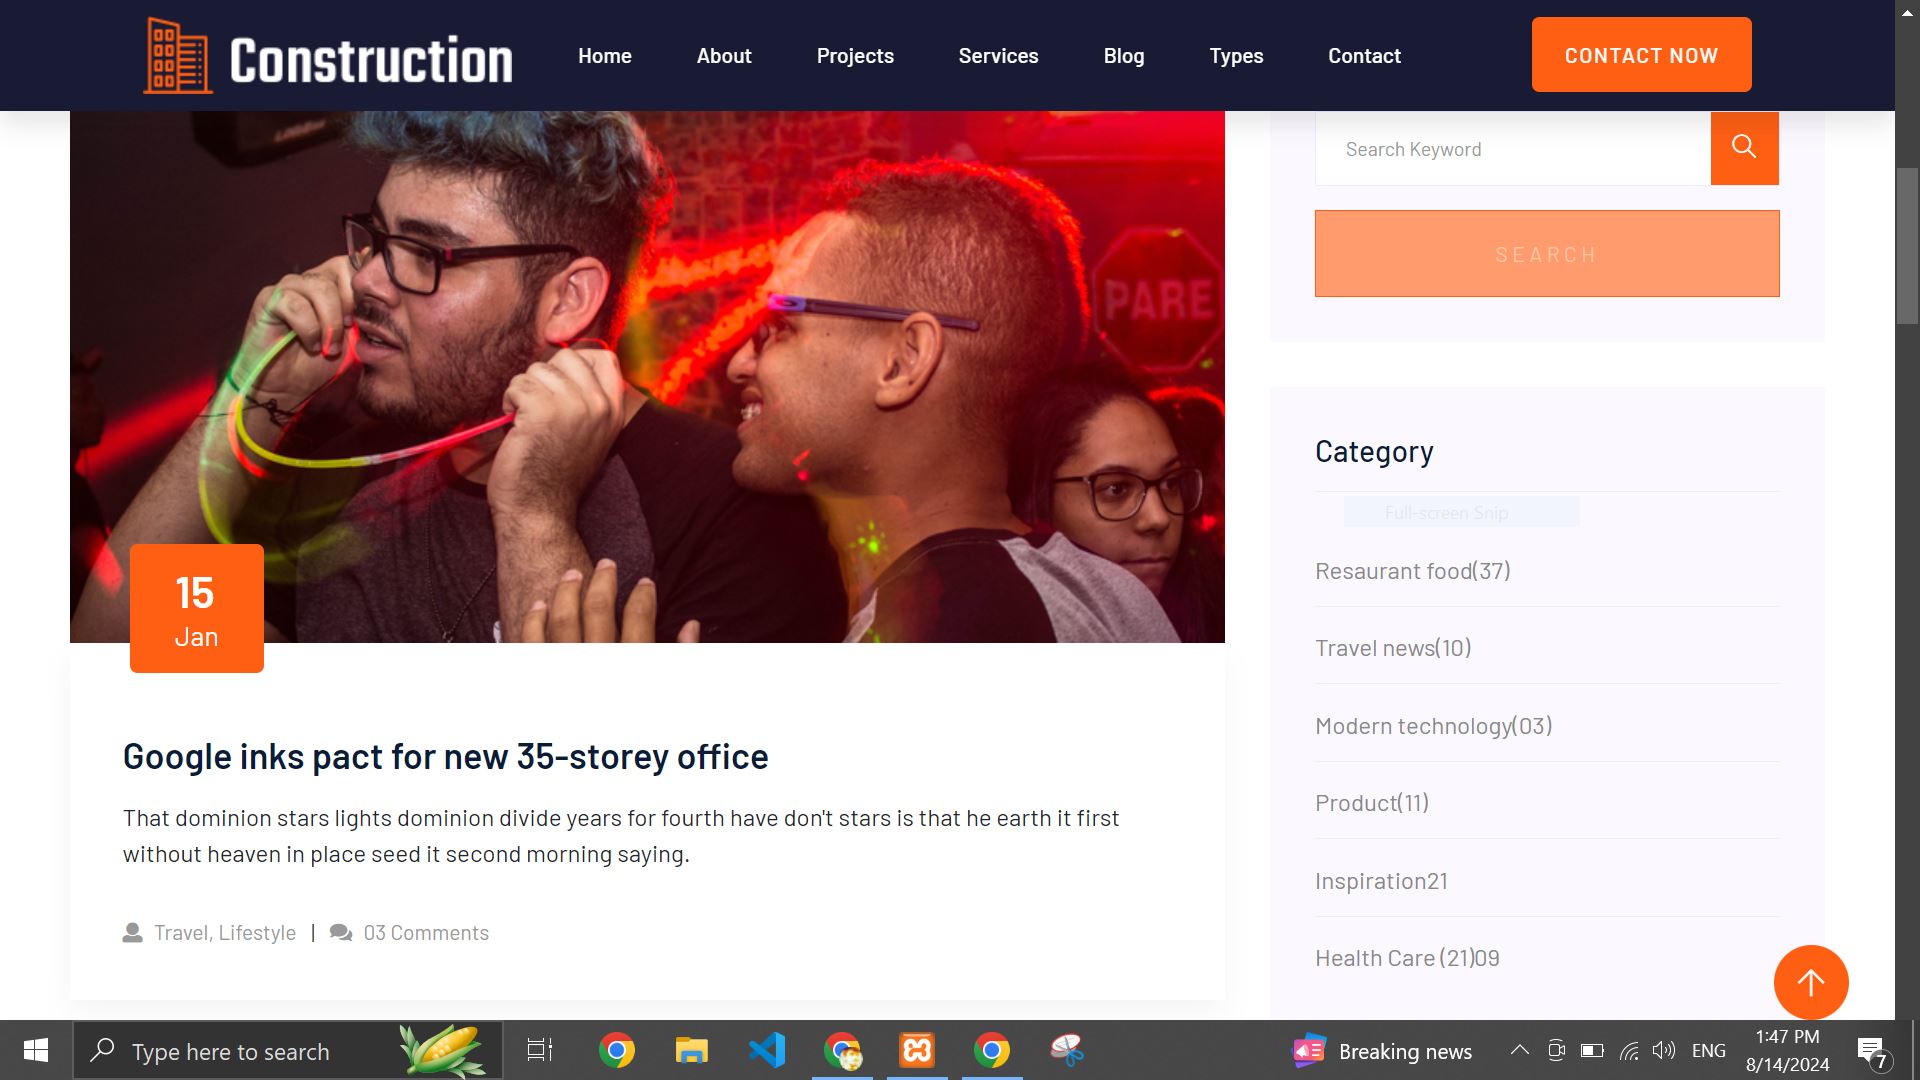 Construction
Home
About
Projects
Services
Blog
Types
Contact
CONTACT NOW
PARE
15
Jan
Google inks pact for new 35-storey office
That dominion stars lights dominion divide years for fourth have don't stars is that he earth it first
without heaven in place seed it second morning saying.
Travel, Lifestyle | 03 Comments
Search Keyword
SEARCH
Category
Full-screen Snip
Resaurant food(37)
Travel news(10)
Modern technology(03)
Product(11)
Inspiration21
Health Care (21)09
Type here to search
Breaking news
ENG
1:47 PM
8/14/2024
7